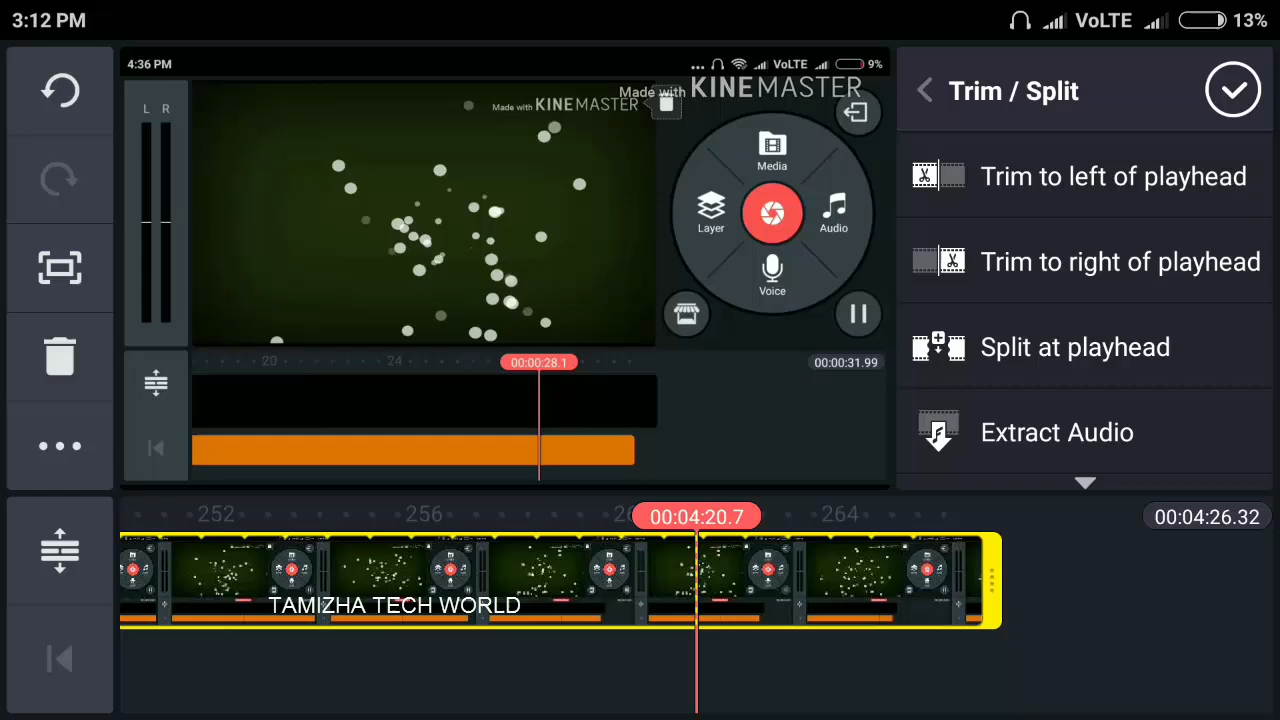 3:12 PM
VoLTE
13%
4:36 PM
VoLTE
9%
Made with KINEMASTER
Made with KINEMASTER
L R
Media
Layer
Audio
Voice
20
24
00:00:28.1
00:00:31.99
Trim / Split
Trim to left of playhead
Trim to right of playhead
Split at playhead
Extract Audio
252
256
00:04:20.7
264
00:04:26.32
TAMIZHA TECH WORLD